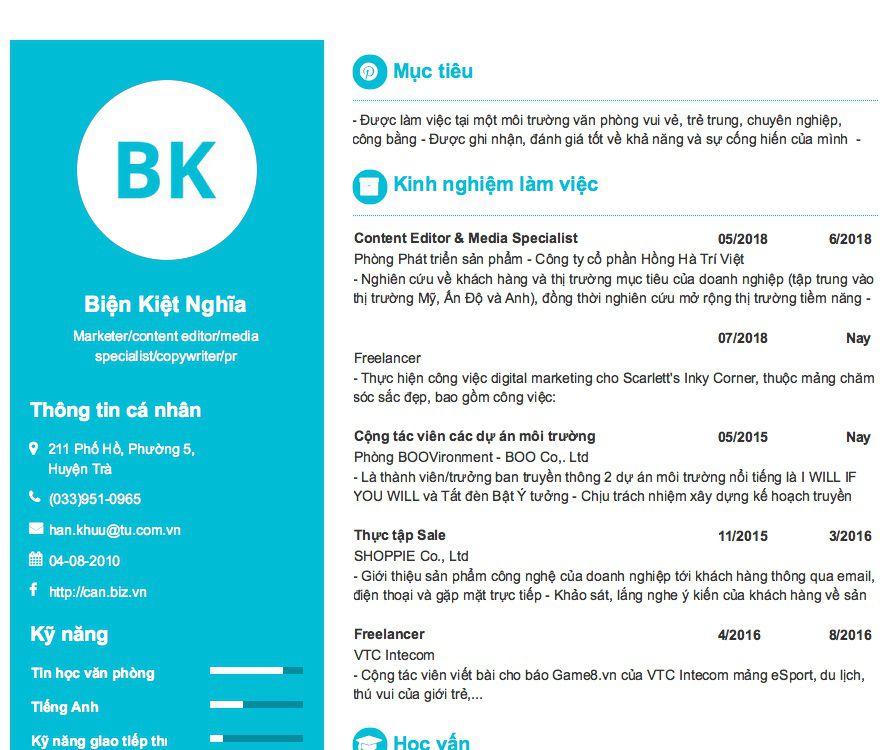 BK
Biện Kiệt Nghĩa
Marketer/content editor/media
specialist/copywriter/pr
Thông tin cá nhân
211 Phố Hồ, Phường 5,
Huyện Trà
(033)951-0965
han.khuu@tu.com.vn
04-08-2010
http://can.biz.vn
Kỹ năng
Tin học văn phòng
Tiếng Anh
Kỹ năng giao tiếp
Mục tiêu
- Được làm việc tại một môi trường văn phòng vui vẻ, trẻ trung, chuyên nghiệp,
công bằng - Được ghi nhận, đánh giá tốt về khả năng và sự cống hiến của mình -
Kinh nghiệm làm việc
Content Editor & Media Specialist 05/2018 6/2018
Phòng Phát triển sản phẩm - Công ty cổ phần Hồng Hà Trí Việt
- Nghiên cứu về khách hàng và thị trường mục tiêu của doanh nghiệp (tập trung vào
thị trường Mỹ, Ấn Độ và Anh), đồng thời nghiên cứu mở rộng thị trường tiềm năng -
07/2018 Nay
Freelancer
- Thực hiện công việc digital marketing cho Scarlett's Inky Corner, thuộc mảng chăm
sóc sắc đẹp, bao gồm công việc:
Cộng tác viên các dự án môi trường 05/2015 Nay
Phòng BOOVironment - BOO Co,. Ltd
- Là thành viên/trưởng ban truyền thông 2 dự án môi trường nổi tiếng là I WILL IF
YOU WILL và Tắt đèn Bật Ý tưởng - Chịu trách nhiệm xây dựng kế hoạch truyền
Thực tập Sale 11/2015 3/2016
SHOPPIE Co., Ltd
- Giới thiệu sản phẩm công nghệ của doanh nghiệp tới khách hàng thông qua email,
điện thoại và gặp mặt trực tiếp - Khảo sát, lắng nghe ý kiến của khách hàng về sản
Freelancer 4/2016 8/2016
VTC Intecom
- Cộng tác viên viết bài cho báo Game8.vn của VTC Intecom mảng eSport, du lịch,
thú vui của giới trẻ,...
Học vấn